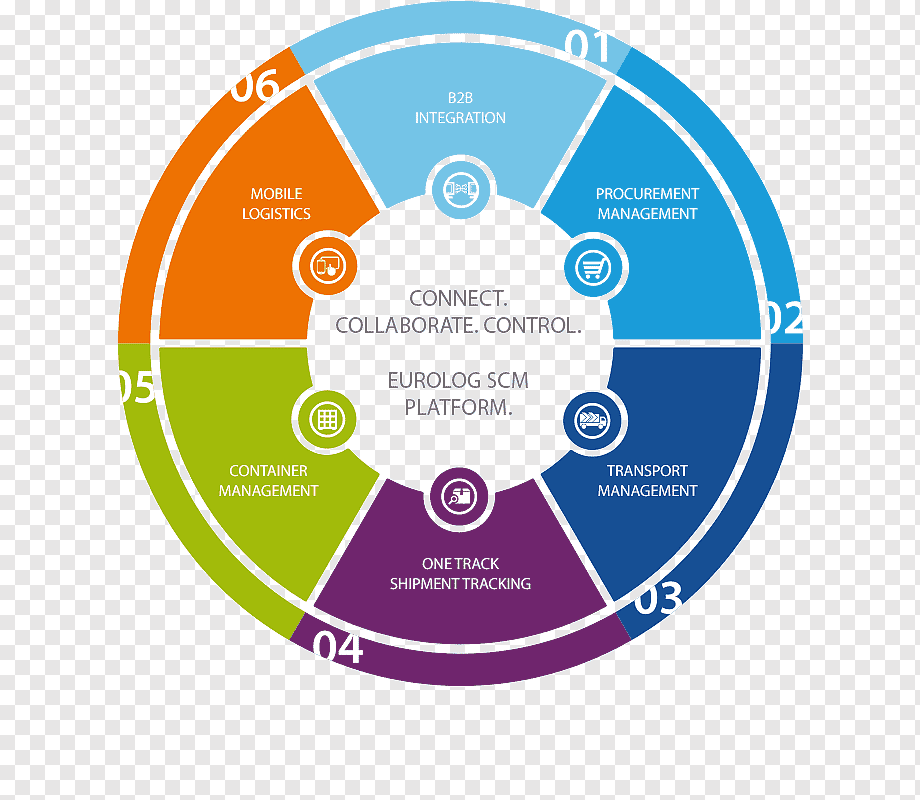 01
B2B
INTEGRATION
02
PROCUREMENT
MANAGEMENT
03
TRANSPORT
MANAGEMENT
04
ONE TRACK
SHIPMENT TRACKING
05
CONTAINER
MANAGEMENT
06
MOBILE
LOGISTICS
CONNECT.
COLLABORATE. CONTROL.
EUROLOG SCM
PLATFORM.